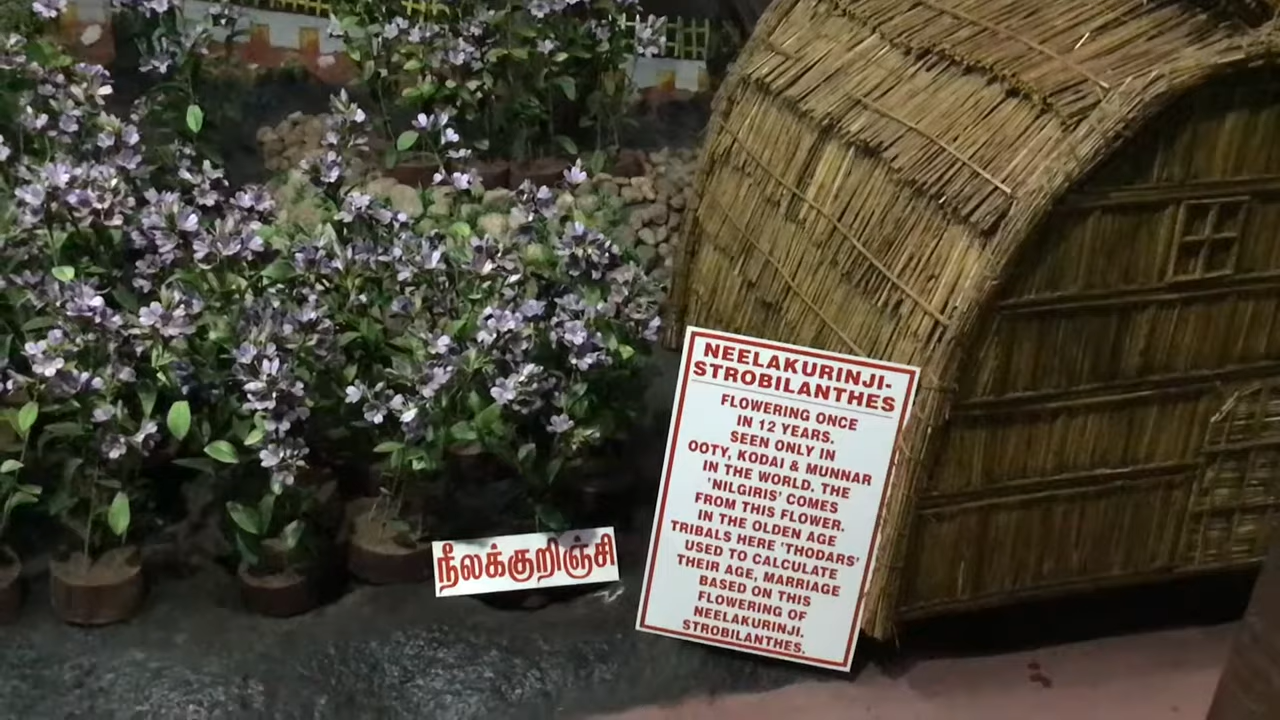 NEELAKURINJI-
STROBILANTHES
FLOWERING ONCE
IN 12 YEARS.
SEEN ONLY IN
OOTY, KODAI & MUNNAR
IN THE WORLD. THE
'NILGIRIS' COMES
FROM THIS FLOWER.
IN THE OLDEN AGE
TRIBALS HERE 'THODARS'
USED TO CALCULATE
THEIR AGE, MARRIAGE
BASED ON THIS
FLOWERING OF
NEELAKURINJI.
STROBILANTHES.
நீலக்குறிஞ்சி